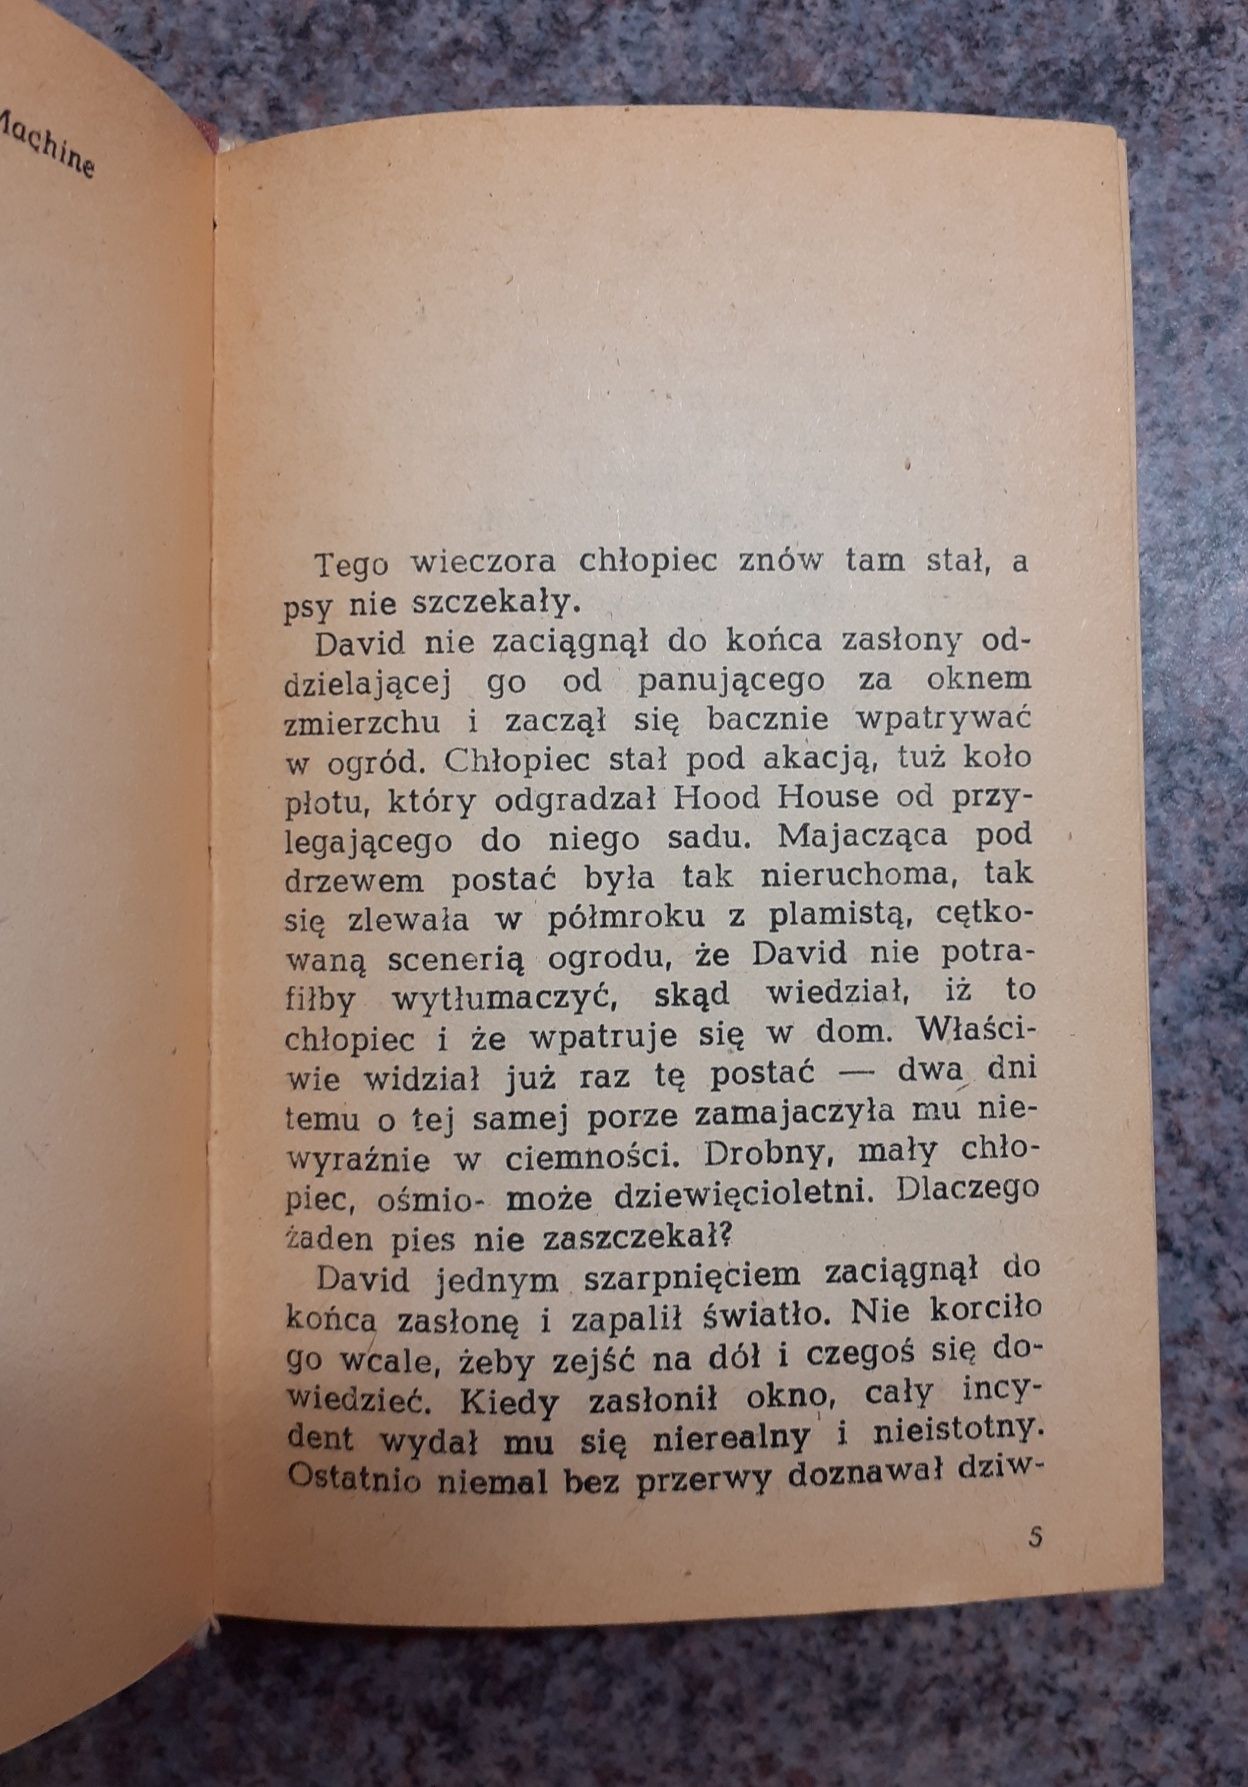 Machine
Tego wieczora chłopiec znów tam stał, a
psy nie szczekały.
David nie zaciągnął do końca zasłony od-
dzielającej go od panującego za oknem
zmierzchu i zaczął się bacznie wpatrywać
w ogród. Chłopiec stał pod akacją, tuż koło
płotu, który odgradzał Hood House od przy-
legającego do niego sadu. Majacząca pod
drzewem postać była tak nieruchoma, tak
się zlewała w półmroku z plamistą, cętko-
waną scenerią ogrodu, że David nie potra-
fiłby wytłumaczyć, skąd wiedział, iż to
chłopiec i że wpatruje się w dom. Właści-
wie widział już raz tę postać — dwa dni
temu o tej samej porze zamajaczyła mu nie-
wyraźnie w ciemności. Drobny, mały chło-
piec, ośmio- może dziewięcioletni. Dlaczego
żaden pies nie zaszczekał?
David jednym szarpnięciem zaciągnął do
końca zasłonę i zapalił światło. Nie korciło
go wcale, żeby zejść na dół i czegoś się do-
wiedzieć. Kiedy zasłonił okno, cały incy-
dent wydał mu się nierealny i nieistotny.
Ostatnio niemal bez przerwy doznawał dziw-
5